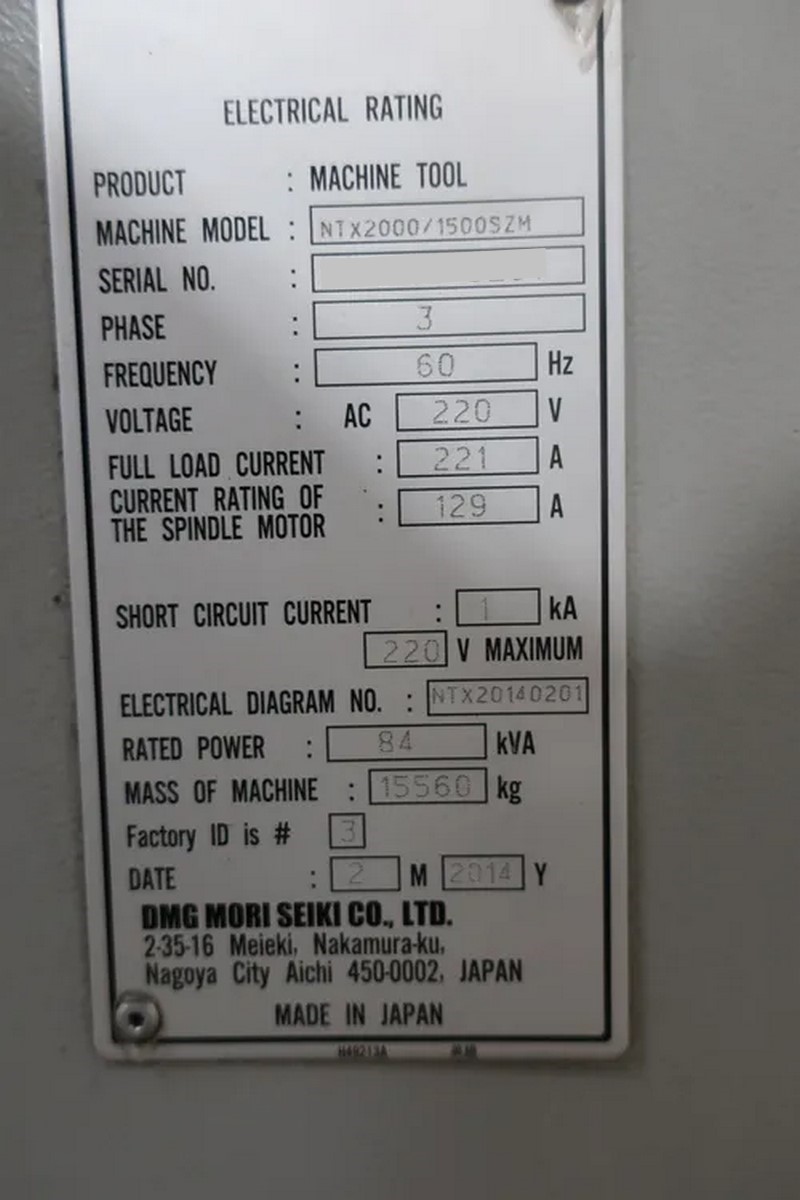 ELECTRICAL RATING
PRODUCT : MACHINE TOOL
MACHINE MODEL : NTX2000/1500SZM
SERIAL NO. :
PHASE : 3
FREQUENCY : 60 Hz
VOLTAGE : AC 220 V
FULL LOAD CURRENT : 221 A
CURRENT RATING OF
THE SPINDLE MOTOR : 129 A
SHORT CIRCUIT CURRENT : 1 kA
220 V MAXIMUM
ELECTRICAL DIAGRAM NO. : NTX20140201
RATED POWER : 84 kVA
MASS OF MACHINE : 15560 kg
Factory ID is # 3
DATE : 2 M 2014 Y
DMG MORI SEIKI CO., LTD.
2-35-16 Meieki, Nakamura-ku,
Nagoya City Aichi 450-0002, JAPAN
MADE IN JAPAN
H49213A